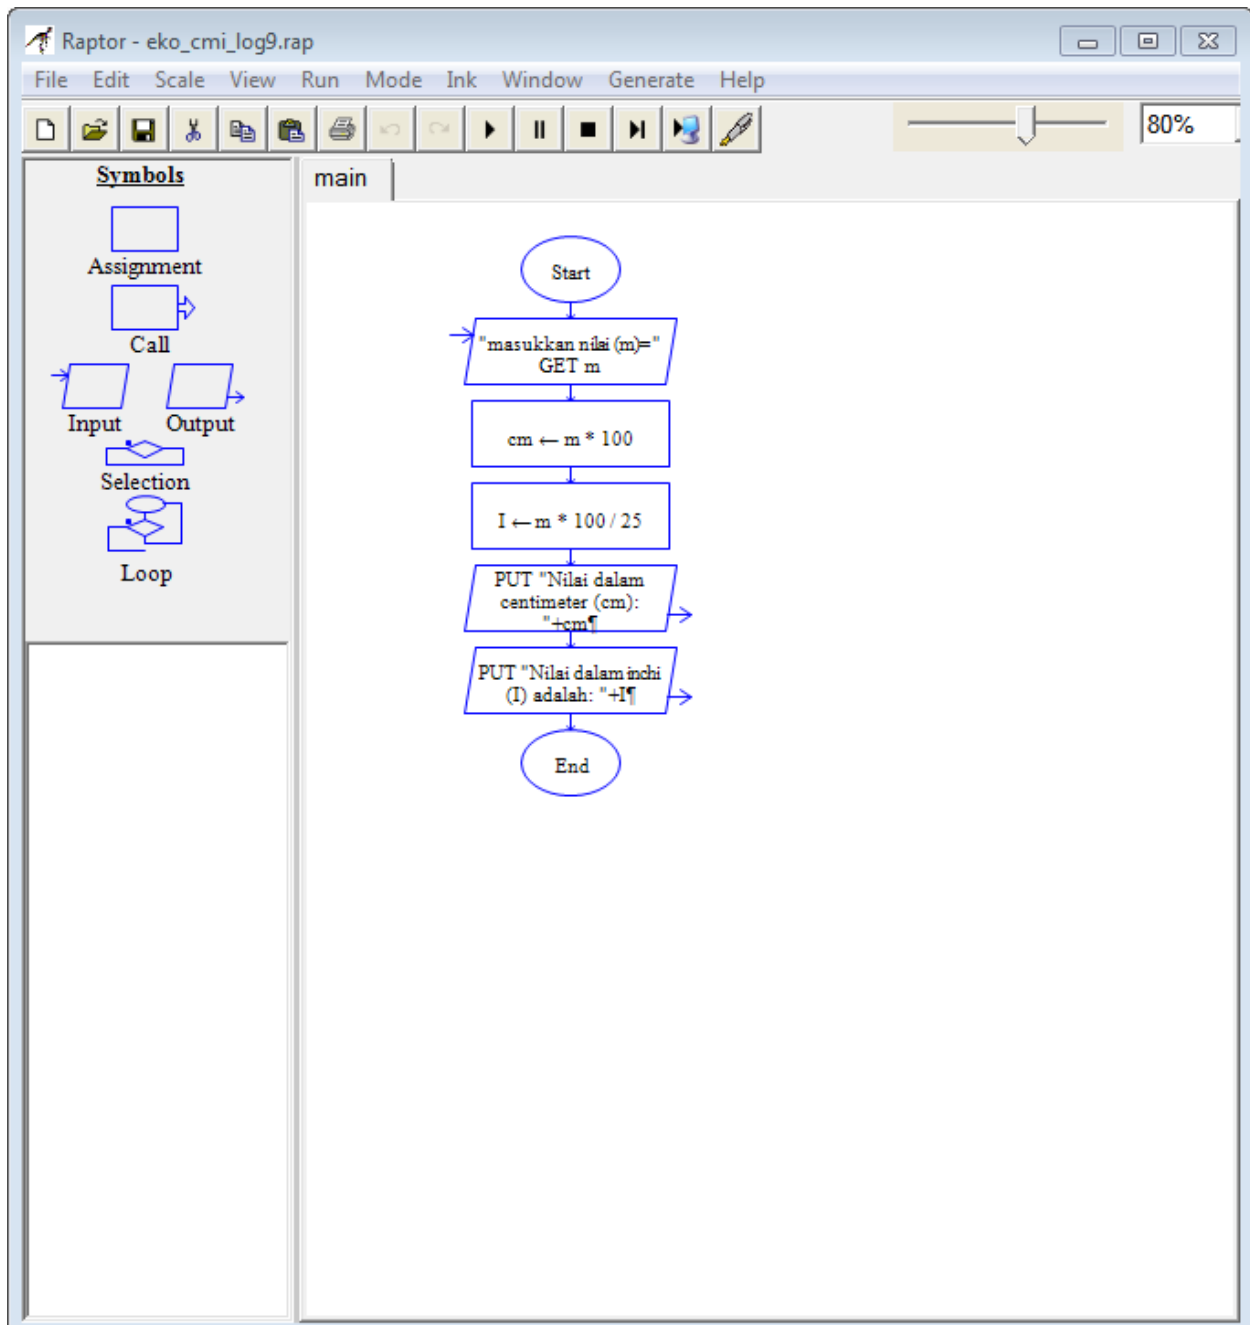 Raptor - eko_cmi_log9.rap
File Edit Scale View Run Mode Ink Window Generate Help
80%
Symbols
Assignment
Call
Input Output
Selection
Loop
main
Start
"masukkan nilai (m)="
GET m
cm ← m * 100
I ← m * 100 / 25
PUT "Nilai dalam
centimeter (cm):
"+cm¶
PUT "Nilai dalam inchi
(I) adalah: "+I¶
End